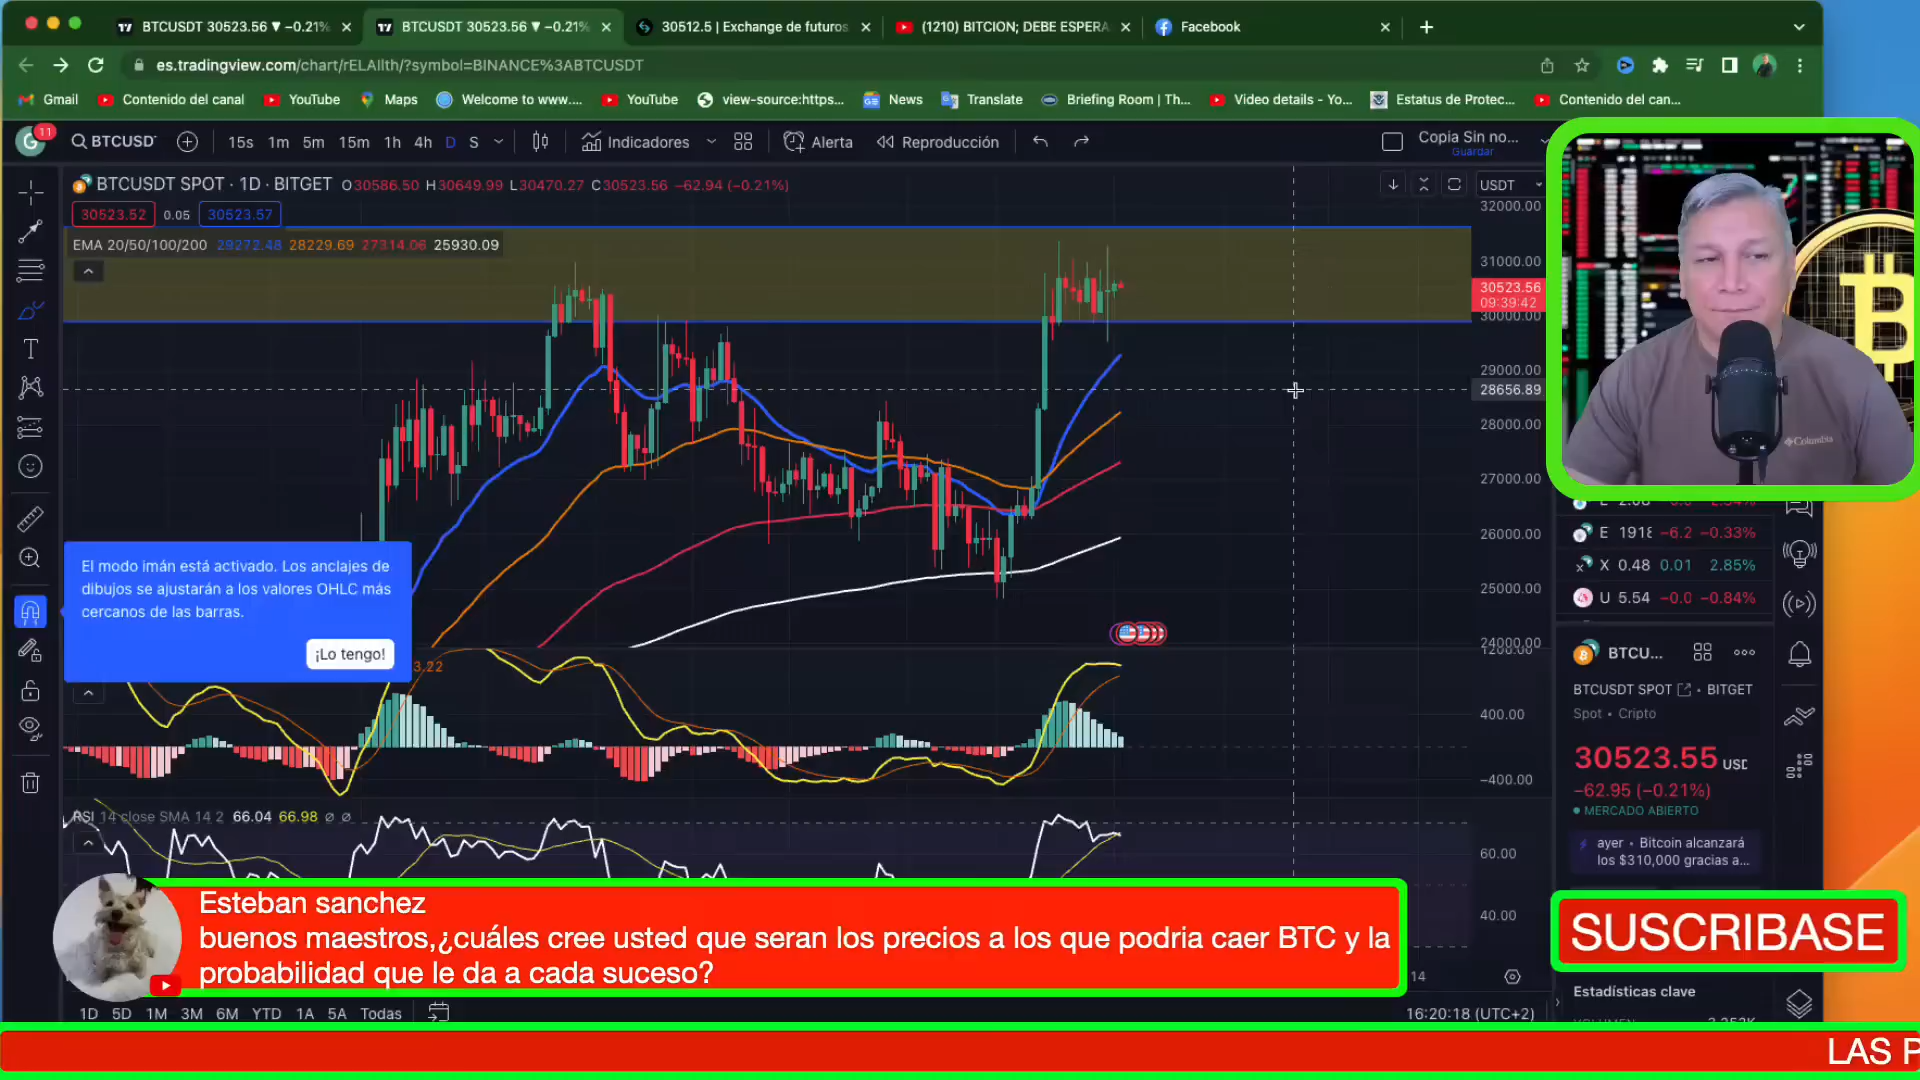 BTCUSDT 30523.56 ▼ −0.21%
BTCUSDT 30523.56 ▼ −0.21%
30512.5 | Exchange de futuros
(1210) BITCION; DEBE ESPERA
Facebook
es.tradingview.com/chart/rELAIlth/?symbol=BINANCE%3ABTCUSDT
Gmail
Contenido del canal
YouTube
Maps
Welcome to www....
YouTube
view-source:https...
News
Translate
Briefing Room | Th...
Video details - Yo...
Estatus de Protec...
Contenido del can...
G
11
BTCUSDT
15s
1m
5m
15m
1h
4h
D
S
Indicadores
Alerta
Reproducción
Copia Sin no...
Guardar
BTCUSDT SPOT · 1D · BITGET O30586.50 H30649.99 L30470.27 C30523.56 −62.94 (−0.21%)
USDT
30523.52
0.05
30523.57
EMA 20/50/100/200 29272.48 28229.69 27314.06 25930.09
32000.00
31000.00
30523.56
09:39:42
30000.00
29000.00
28656.89
28000.00
27000.00
26000.00
25000.00
24000.00
El modo imán está activado. Los anclajes de
dibujos se ajustarán a los valores OHLC más
cercanos de las barras.
¡Lo tengo!
3.22
1200.00
400.00
−400.00
RSI 14 close SMA 14 2 66.04 66.98 ∅ ∅
60.00
40.00
Columbia
E 1918 −6.2 −0.33%
X 0.48 0.01 2.85%
U 5.54 −0.0 −0.84%
BTCU...
BTCUSDT SPOT • BITGET
Spot • Cripto
30523.55 USD
−62.95 (−0.21%)
MERCADO ABIERTO
ayer • Bitcoin alcanzará
los $310,000 gracias a...
Esteban sanchez
buenos maestros,¿cuáles cree usted que seran los precios a los que podria caer BTC y la
probabilidad que le da a cada suceso?
SUSCRIBASE
14
Estadísticas clave
1D
5D
1M
3M
6M
YTD
1A
5A
Todas
16:20:18 (UTC+2)
LAS P